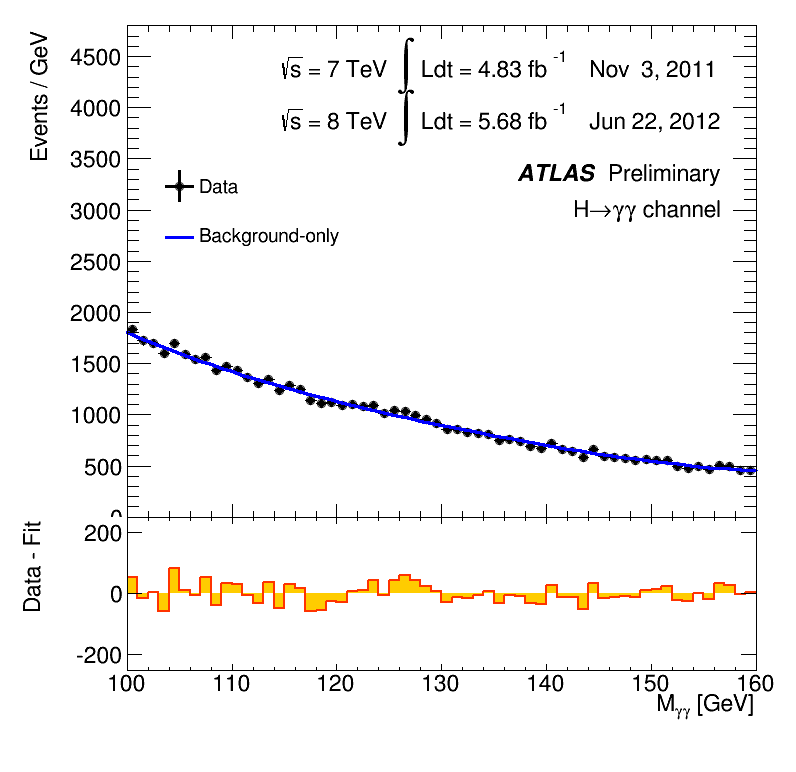 Events / GeV
4500
4000
3500
3000
2500
2000
1500
1000
500
0
√s = 7 TeV ∫ Ldt = 4.83 fb⁻¹ Nov 3, 2011
√s = 8 TeV ∫ Ldt = 5.68 fb⁻¹ Jun 22, 2012
ATLAS Preliminary
H→γγ channel
Data
Background-only
Data - Fit
200
0
-200
100 110 120 130 140 150 160
Mγγ [GeV]